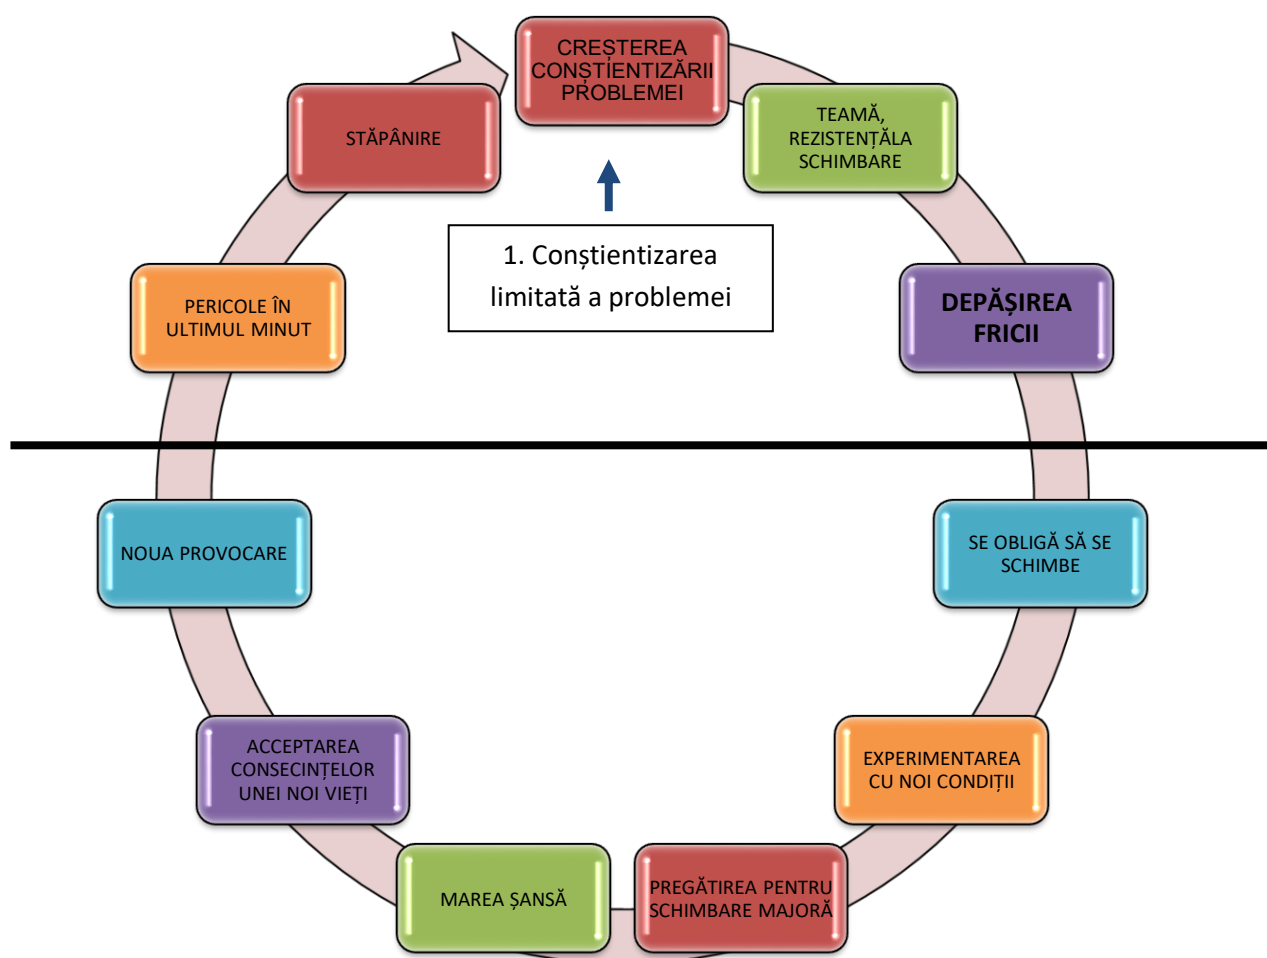 CREȘTEREA
CONȘTIENTIZĂRII
PROBLEMEI
TEAMĂ,
REZISTENȚĂLA
SCHIMBARE
DEPĂȘIREA
FRICII
SE OBLIGĂ SĂ SE
SCHIMBE
EXPERIMENTAREA
CU NOI CONDIȚII
PREGĂTIREA PENTRU
SCHIMBARE MAJORĂ
MAREA ȘANSĂ
ACCEPTAREA
CONSECINȚELOR
UNEI NOI VIEȚI
NOUA PROVOCARE
PERICOLE ÎN
ULTIMUL MINUT
STĂPÂNIRE
1. Conștientizarea
limitată a problemei